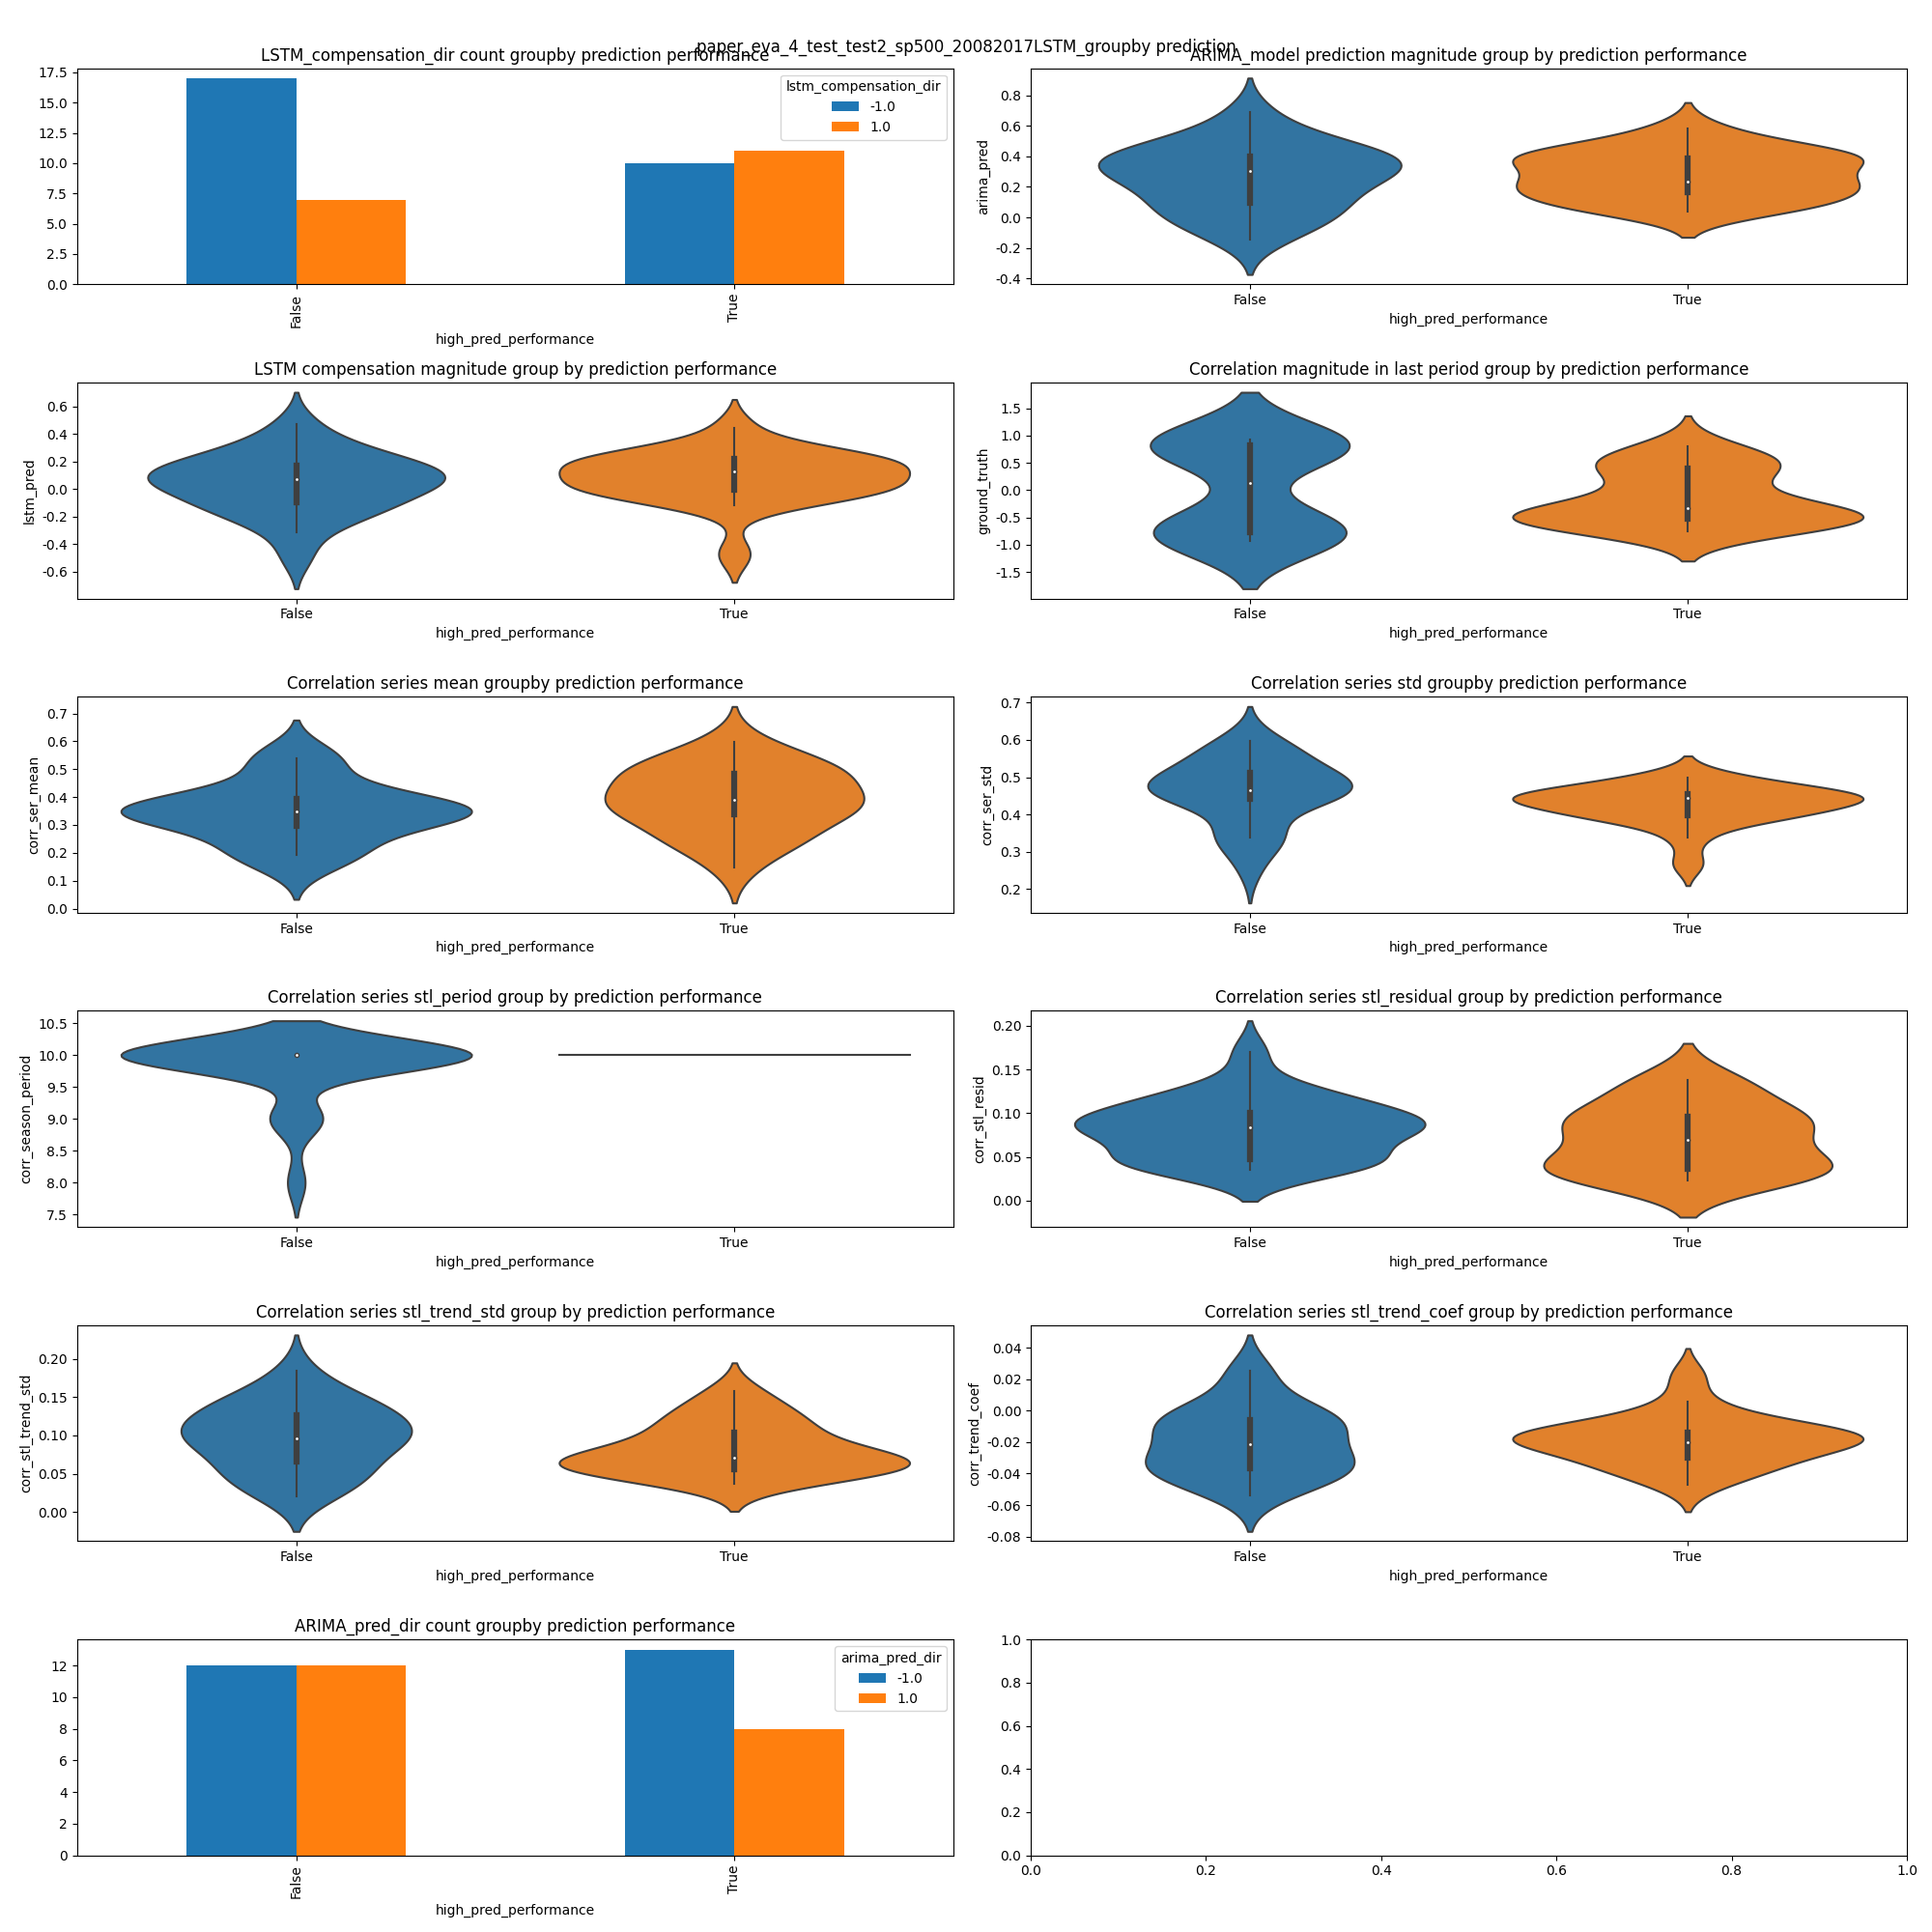 paper_eva_4_test_test2_sp500_20082017LSTM_groupby prediction
LSTM_compensation_dir count groupby prediction performance
17.5
15.0
12.5
10.0
7.5
5.0
2.5
0.0
lstm_compensation_dir
-1.0
1.0
False
True
high_pred_performance
ARIMA_model prediction magnitude group by prediction performance
arima_pred
0.8
0.6
0.4
0.2
0.0
-0.2
-0.4
False
True
high_pred_performance
LSTM compensation magnitude group by prediction performance
lstm_pred
0.6
0.4
0.2
0.0
-0.2
-0.4
-0.6
False
True
high_pred_performance
Correlation magnitude in last period group by prediction performance
ground_truth
1.5
1.0
0.5
0.0
-0.5
-1.0
-1.5
False
True
high_pred_performance
Correlation series mean groupby prediction performance
corr_ser_mean
0.7
0.6
0.5
0.4
0.3
0.2
0.1
0.0
False
True
high_pred_performance
Correlation series std groupby prediction performance
corr_ser_std
0.7
0.6
0.5
0.4
0.3
0.2
False
True
high_pred_performance
Correlation series stl_period group by prediction performance
corr_season_period
10.5
10.0
9.5
9.0
8.5
8.0
7.5
False
True
high_pred_performance
Correlation series stl_residual group by prediction performance
corr_stl_resid
0.20
0.15
0.10
0.05
0.00
False
True
high_pred_performance
Correlation series stl_trend_std group by prediction performance
corr_stl_trend_std
0.20
0.15
0.10
0.05
0.00
False
True
high_pred_performance
Correlation series stl_trend_coef group by prediction performance
corr_trend_coef
0.04
0.02
0.00
-0.02
-0.04
-0.06
-0.08
False
True
high_pred_performance
ARIMA_pred_dir count groupby prediction performance
12
10
8
6
4
2
0
arima_pred_dir
-1.0
1.0
False
True
high_pred_performance
1.0
0.8
0.6
0.4
0.2
0.0
0.0
0.2
0.4
0.6
0.8
1.0